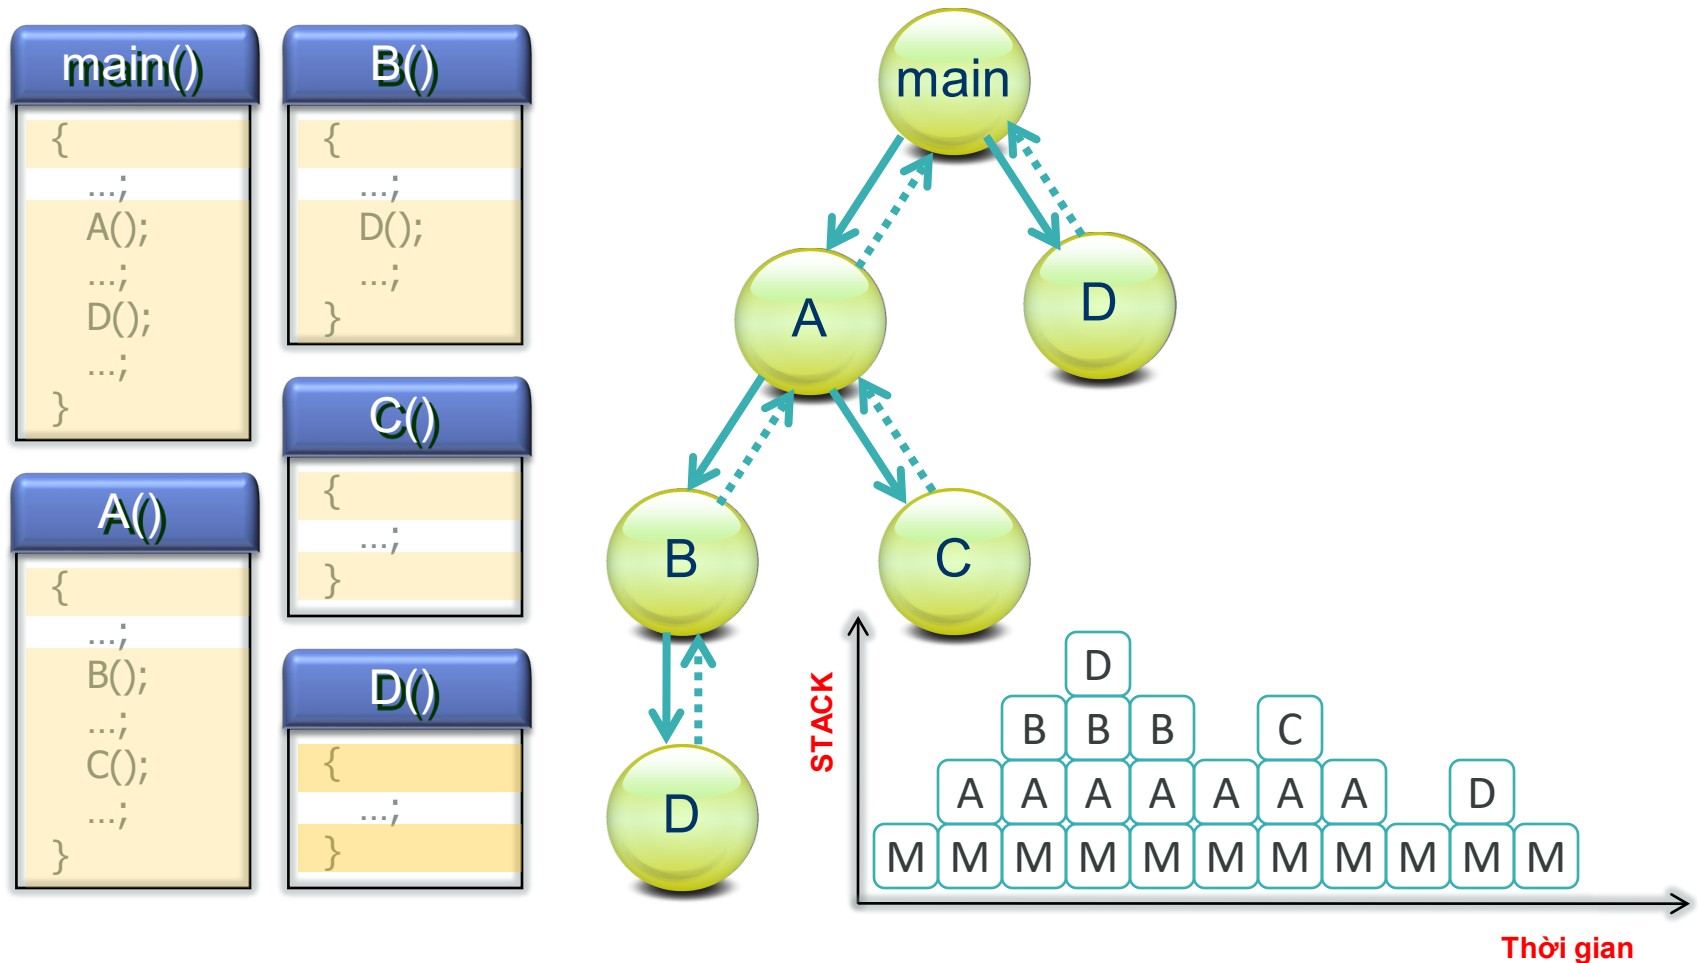 main()
{
...;
A();
...;
D();
...;
}
A()
{
...;
B();
...;
C();
...;
}
B()
{
...;
D();
...;
}
C()
{
...;
}
D()
{
...;
}
main
A
D
B
C
D
STACK
D
B B B C
A A A A A A A D
M M M M M M M M M M M
Thời gian